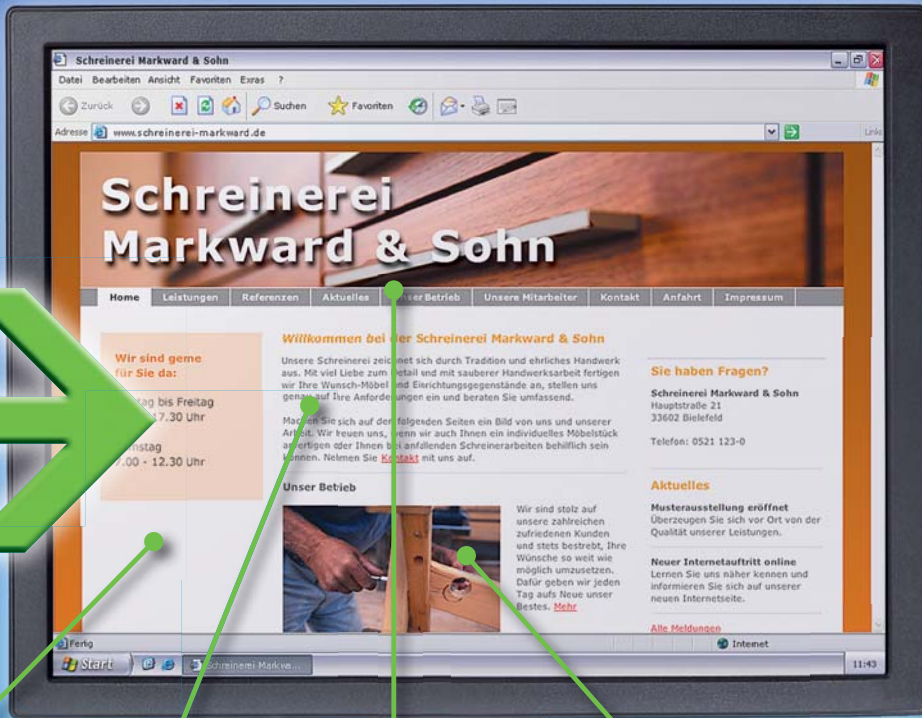 Schreinerei Markward & Sohn
Datei Bearbeiten Ansicht Favoriten Exras ?
Zurück Suchen Favoriten
Adresse www.schreinerei-markward.de Links
Schreinerei
Markward & Sohn
Home Leistungen Referenzen Aktuelles Unser Betrieb Unsere Mitarbeiter Kontakt Anfahrt Impressum
Wir sind gerne
für Sie da:
bis Freitag
17.30 Uhr
7.00 - 12.30 Uhr
Willkommen bei der Schreinerei Markward & Sohn
Unsere Schreinerei zeichnet sich durch Tradition und ehrliches Handwerk
aus. Mit viel Liebe zum Detail und mit sauberer Handwerksarbeit fertigen
wir Ihre Wunsch-Möbel und Einrichtungsgegenstände an, stellen uns
genau auf Ihre Anforderungen ein und beraten Sie umfassend.
Machen Sie sich auf den folgenden Seiten ein Bild von uns und unserer
Arbeit. Wir freuen uns, wenn wir auch Ihnen ein individuelles Möbelstück
anfertigen oder Ihnen bei anfallenden Schreinerarbeiten behilflich sein
können. Nehmen Sie Kontakt mit uns auf.
Unser Betrieb
Wir sind stolz auf
unsere zahlreichen
zufriedenen Kunden
und stets bestrebt, Ihre
Wünsche so weit wie
möglich umzusetzen.
Dafür geben wir jeden
Tag aufs Neue unser
Bestes. Mehr
Sie haben Fragen?
Schreinerei Markward & Sohn
Hauptstraße 21
33602 Bielefeld
Telefon: 0521 123-0
Aktuelles
Musterausstellung eröffnet
Überzeugen Sie sich vor Ort von der
Qualität unserer Leistungen.
Neuer Internetauftritt online
Lernen Sie uns näher kennen und
informieren Sie sich auf unserer
neuen Internetseite.
Alle Meldungen
Fertig Internet
Start Schreinerei Markwa... 11:43